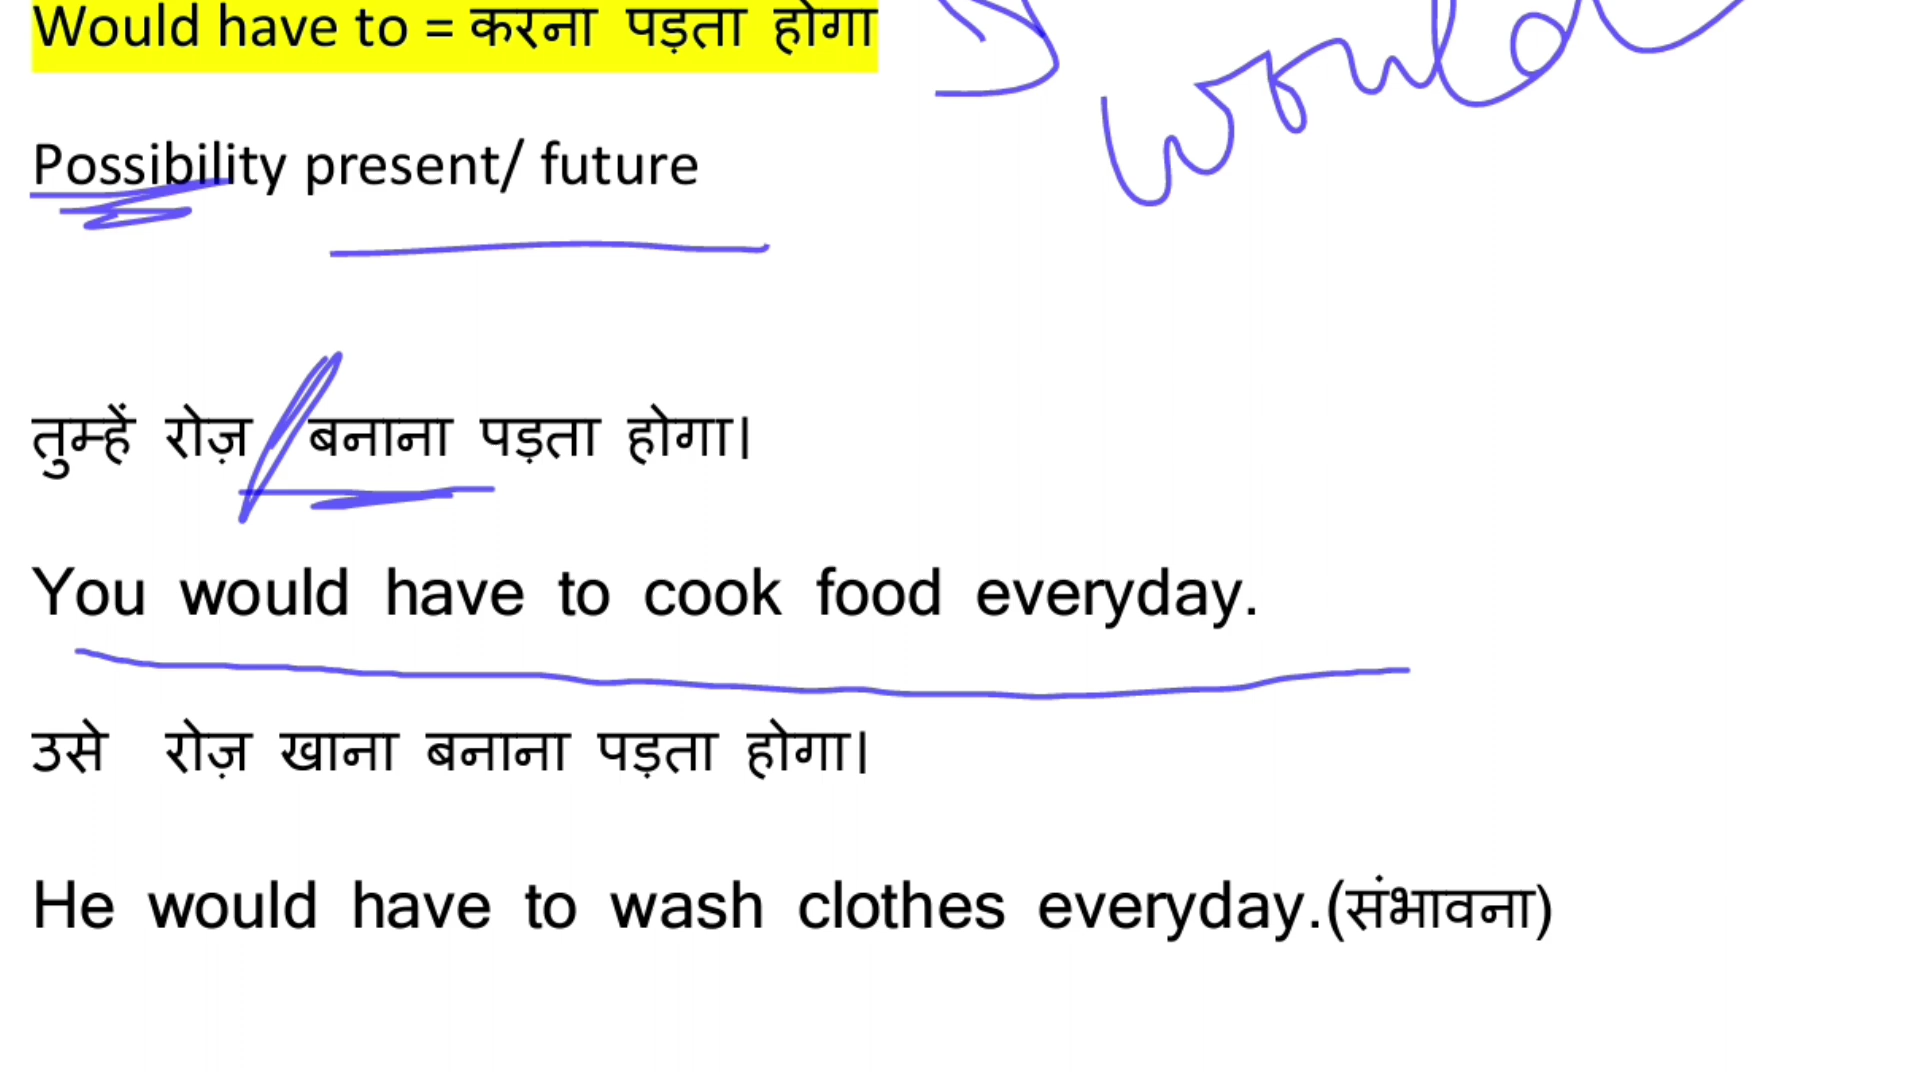 Would have to = करना पड़ता होगा
would
Possibility present/ future
तुम्हें रोज़ बनाना पड़ता होगा।
You would have to cook food everyday.
उसे रोज़ खाना बनाना पड़ता होगा।
He would have to wash clothes everyday.(संभावना)